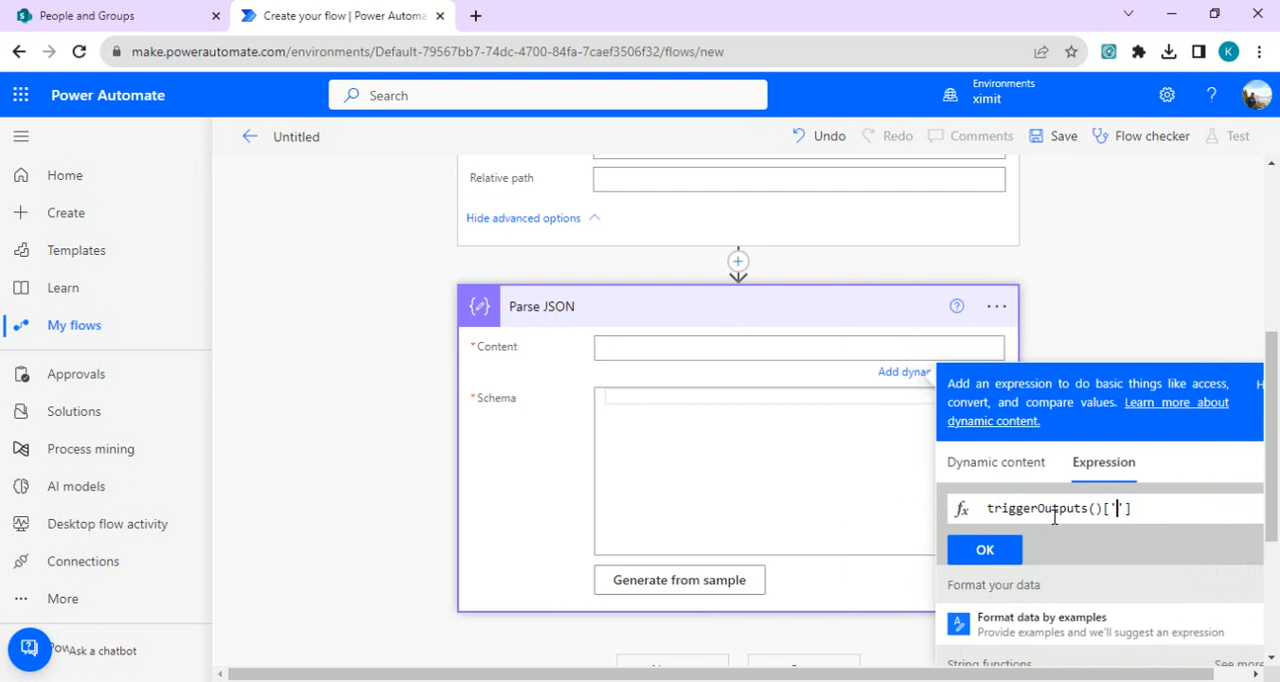 People and Groups
Create your flow | Power Automate
make.powerautomate.com/environments/Default-79567bb7-74dc-4700-84fa-7caef3506f32/flows/new
K
Power Automate
Search
Environments
ximit
Untitled
Undo
Redo
Comments
Save
Flow checker
Test
Home
Create
Templates
Learn
My flows
Approvals
Solutions
Process mining
AI models
Desktop flow activity
Connections
More
Ask a chatbot
Relative path
Hide advanced options
Parse JSON
*Content
Add dyna
*Schema
Generate from sample
Add an expression to do basic things like access,
convert, and compare values. Learn more about
dynamic content.
H
Dynamic content
Expression
fx triggerOutputs()['']
OK
Format your data
Format data by examples
Provide examples and we'll suggest an expression
String functions
See more